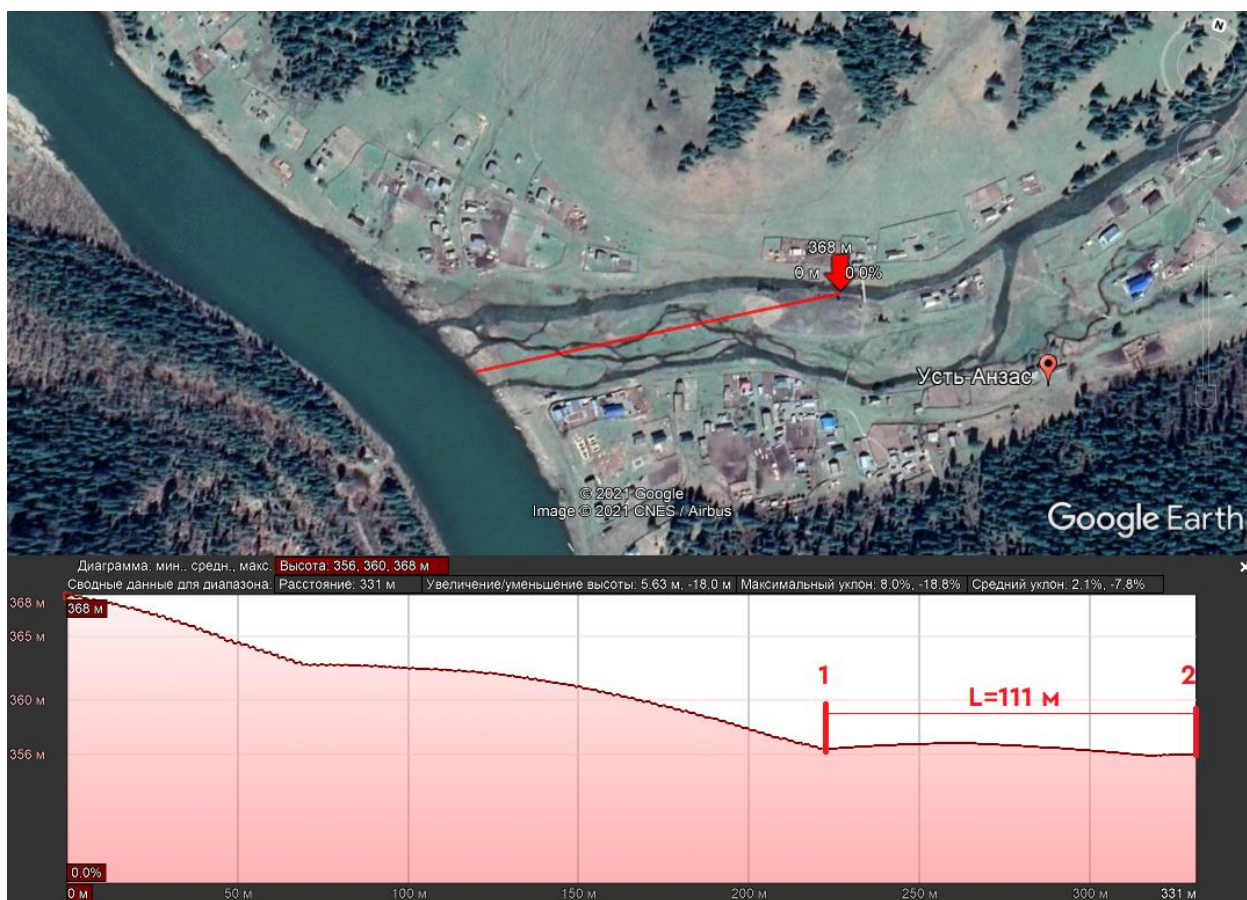 N
368 м
0 м 0.0%
Усть-Анзас
© 2021 Google
Image © 2021 CNES / Airbus
Google Earth
Диаграмма: мин., средн., макс. Высота: 356, 360, 368 м
Сводные данные для диапазона: Расстояние: 331 м Увеличение/уменьшение высоты: 5.63 м, -18.0 м Максимальный уклон: 8.0%, -18.8% Средний уклон: 2.1%, -7.8%
368 м 368 м
365 м
1 2
L=111 м
360 м
356 м
0.0%
0 м 50 м 100 м 150 м 200 м 250 м 300 м 331 м